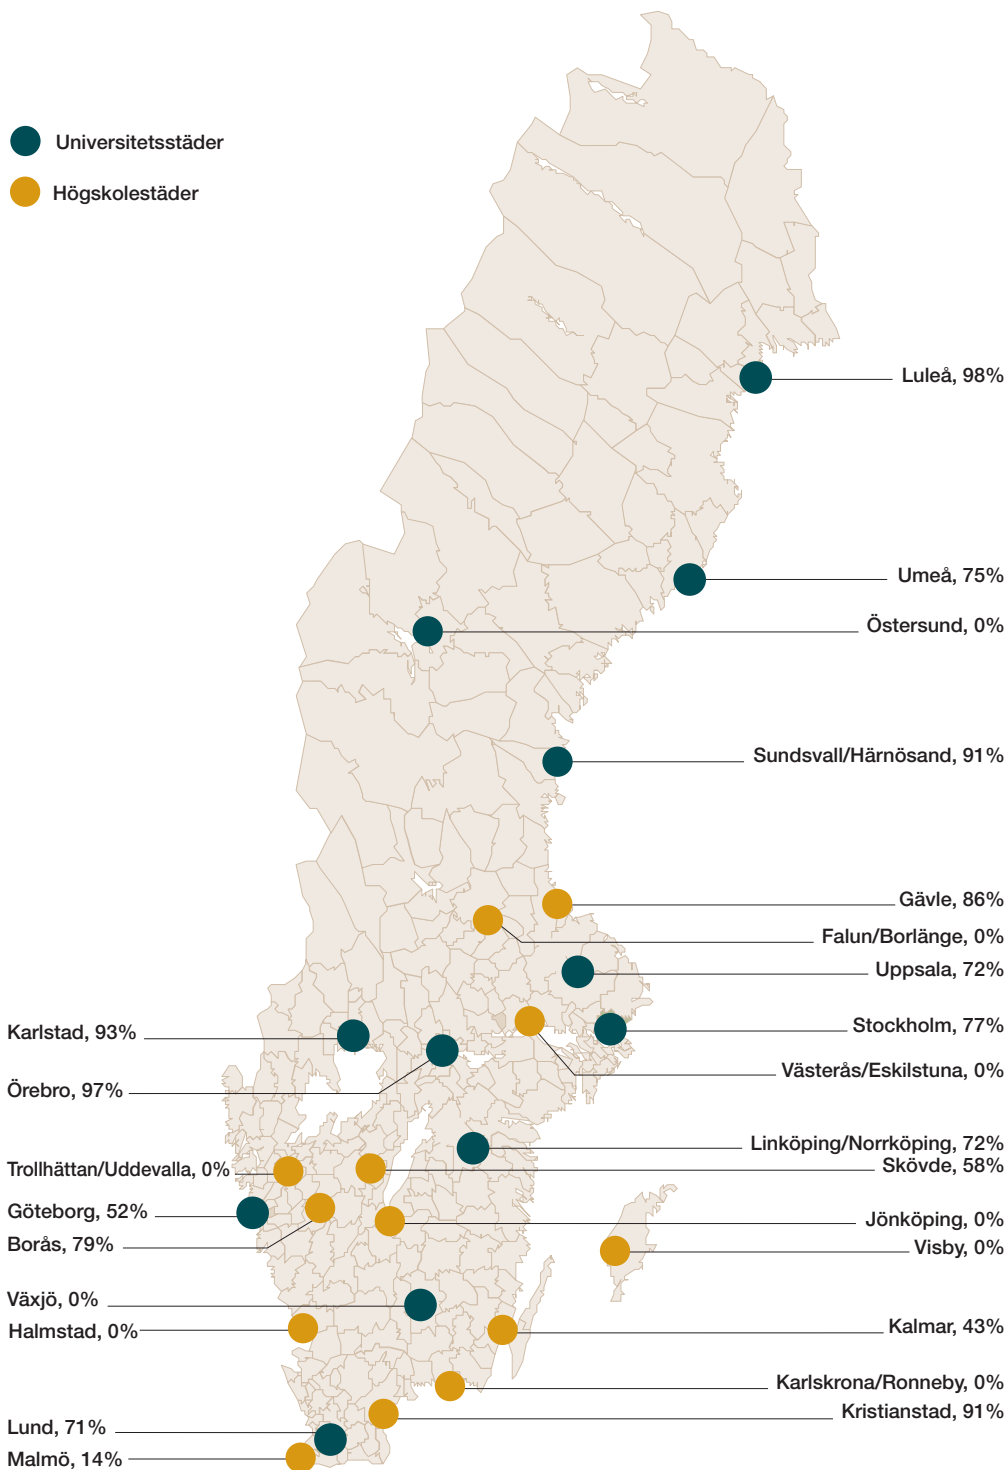 Universitetsstäder
Högskolestäder
Luleå, 98%
Umeå, 75%
Östersund, 0%
Sundsvall/Härnösand, 91%
Gävle, 86%
Falun/Borlänge, 0%
Uppsala, 72%
Stockholm, 77%
Västerås/Eskilstuna, 0%
Linköping/Norrköping, 72%
Skövde, 58%
Jönköping, 0%
Visby, 0%
Kalmar, 43%
Karlskrona/Ronneby, 0%
Kristianstad, 91%
Karlstad, 93%
Örebro, 97%
Trollhättan/Uddevalla, 0%
Göteborg, 52%
Borås, 79%
Växjö, 0%
Halmstad, 0%
Lund, 71%
Malmö, 14%